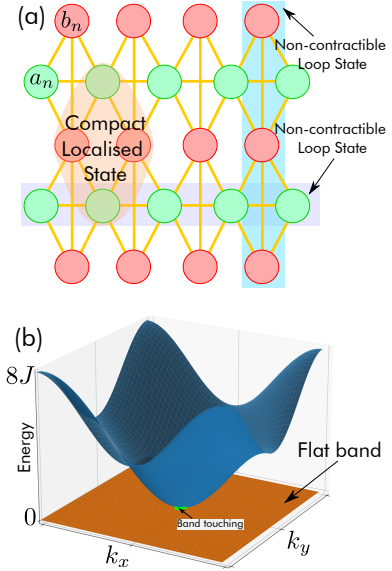 (a)
b_n
Non-contractible
Loop State
a_n
Compact
Localised
State
Non-contractible
Loop State
(b)
8J
Energy
Flat band
0
Band touching
k_x
k_y